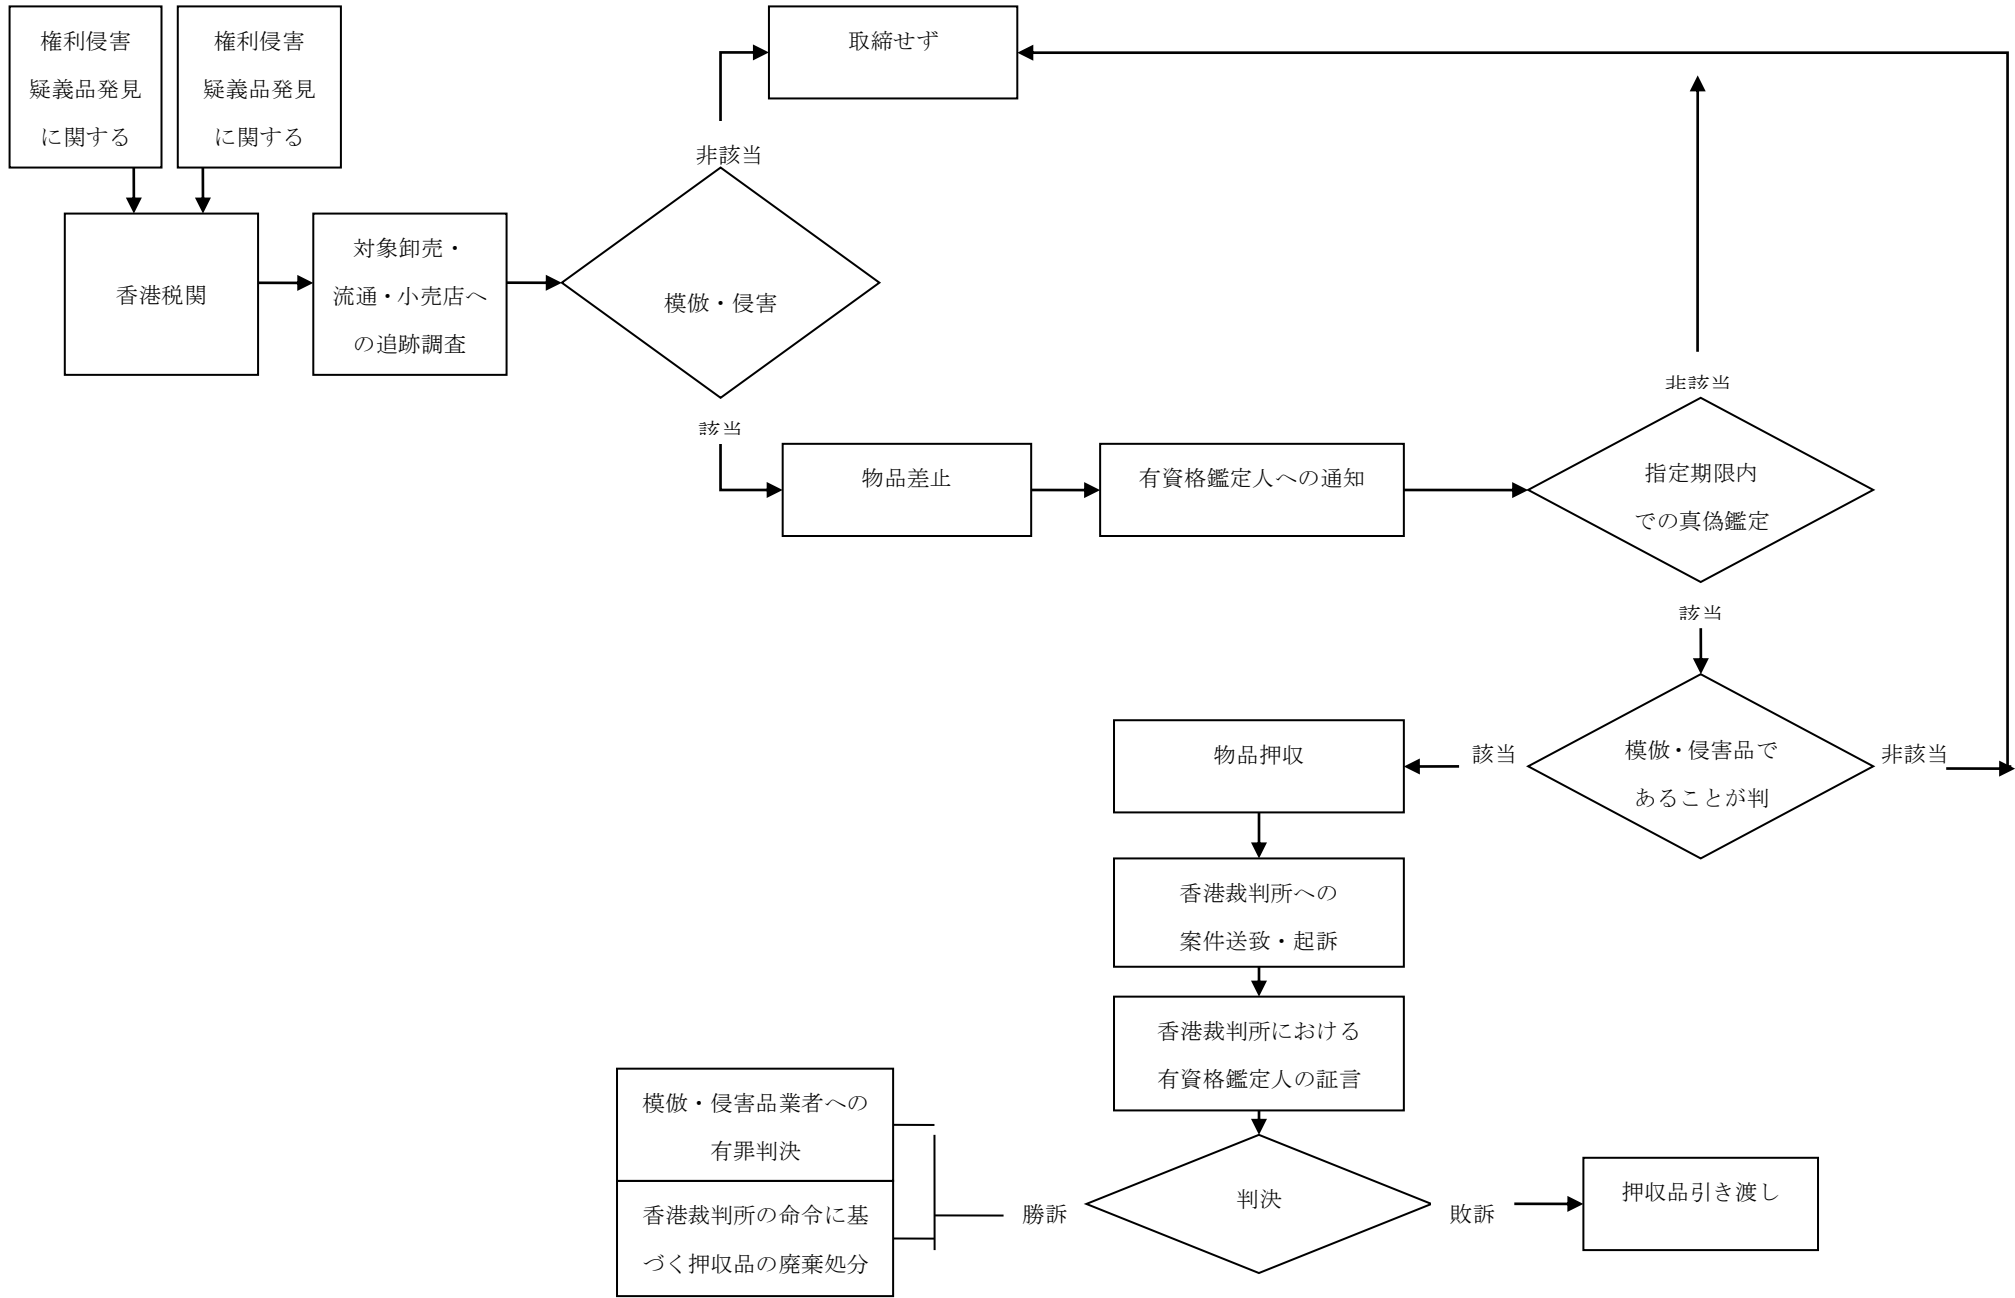 権利侵害
疑義品発見
に関する
権利侵害
疑義品発見
に関する
取締せず
非該当
香港税関
対象卸売・
流通・小売店へ
の追跡調査
模倣・侵害
該当
物品差止
有資格鑑定人への通知
非該当
指定期限内
での真偽鑑定
該当
物品押収
該当
模倣・侵害品で
あることが判
非該当
香港裁判所への
案件送致・起訴
香港裁判所における
有資格鑑定人の証言
模倣・侵害品業者への
有罪判決
香港裁判所の命令に基
づく押収品の廃棄処分
勝訴
判決
敗訴
押収品引き渡し